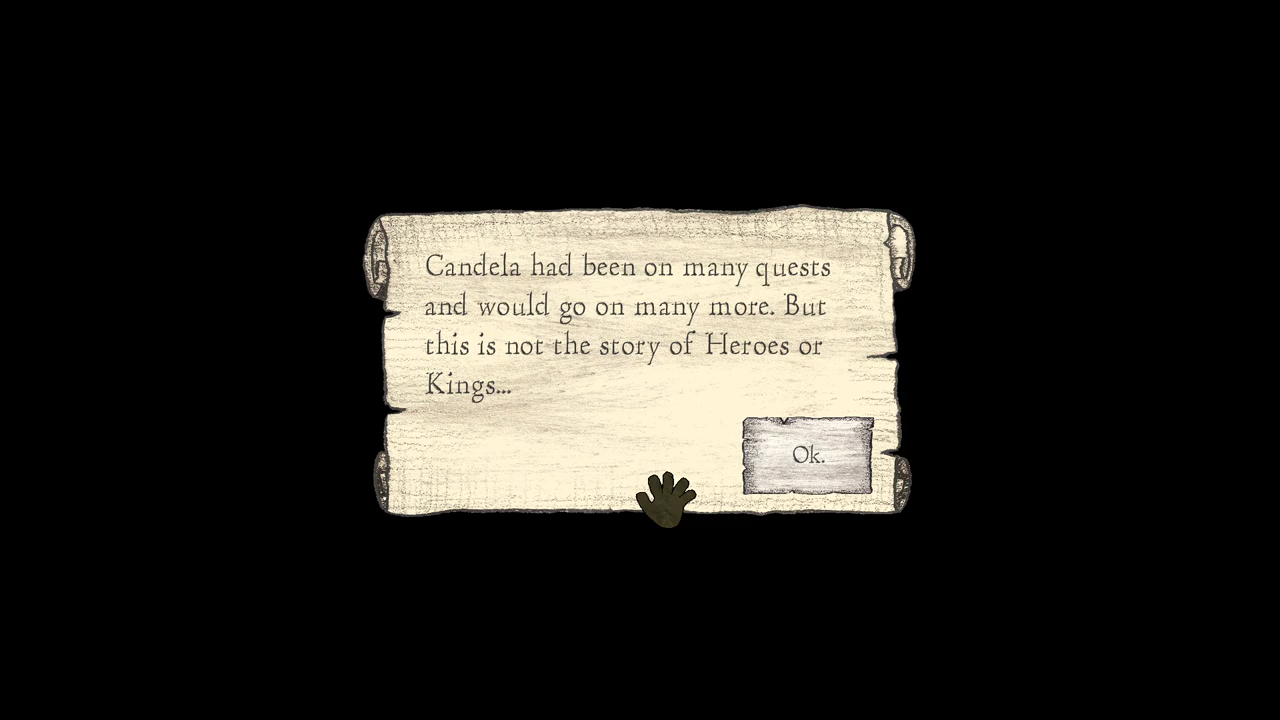 Candela had been on many quests
and would go on many more. But
this is not the story of Heroes or
Kings...
Ok.